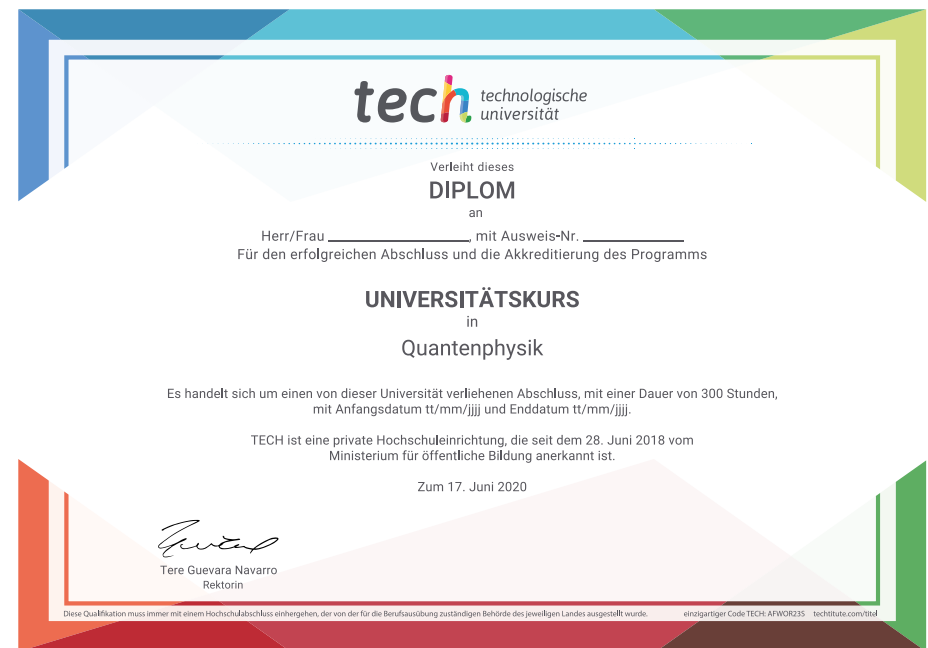 tech technologische
universität
Verleiht dieses
DIPLOM
an
Herr/Frau ____________________, mit Ausweis-Nr. ______________
Für den erfolgreichen Abschluss und die Akkreditierung des Programms
UNIVERSITÄTSKURS
in
Quantenphysik
Es handelt sich um einen von dieser Universität verliehenen Abschluss, mit einer Dauer von 300 Stunden,
mit Anfangsdatum tt/mm/jjjj und Enddatum tt/mm/jjjj.
TECH ist eine private Hochschuleinrichtung, die seit dem 28. Juni 2018 vom
Ministerium für öffentliche Bildung anerkannt ist.
Zum 17. Juni 2020
Tere Guevara Navarro
Rektorin
Diese Qualifikation muss immer mit einem Hochschulabschluss einhergehen, der von der für die Berufsausübung zuständigen Behörde des jeweiligen Landes ausgestellt wurde. einzigartiger Code TECH: AFWOR23S techtitute.com/titel